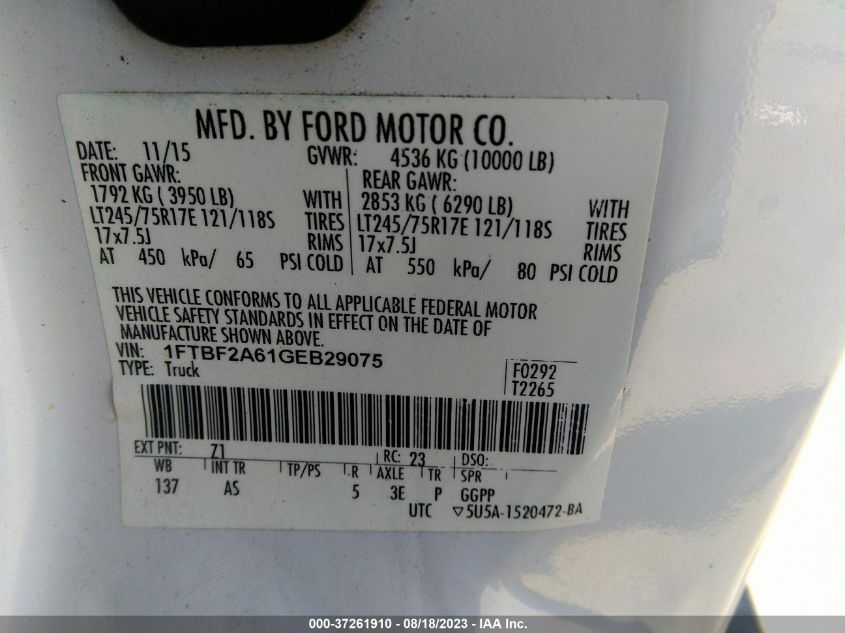 MFD. BY FORD MOTOR CO.
DATE: 11/15 GVWR: 4536 KG (10000 LB)
FRONT GAWR: REAR GAWR:
1792 KG ( 3950 LB) WITH 2853 KG ( 6290 LB) WITH
LT245/75R17E 121/118S TIRES LT245/75R17E 121/118S TIRES
17x7.5J RIMS 17x7.5J RIMS
AT 450 kPa/ 65 PSI COLD AT 550 kPa/ 80 PSI COLD
THIS VEHICLE CONFORMS TO ALL APPLICABLE FEDERAL MOTOR
VEHICLE SAFETY STANDARDS IN EFFECT ON THE DATE OF
MANUFACTURE SHOWN ABOVE.
VIN: 1FTBF2A61GEB29075
TYPE: Truck F0292
T2265
EXT PNT: Z1 RC: 23 DSO:
WB INT TR TP/PS R AXLE TR SPR
137 AS 5 3E P GGPP
UTC ▽5U5A-1520472-BA
000-37261910 - 08/18/2023 - IAA Inc.